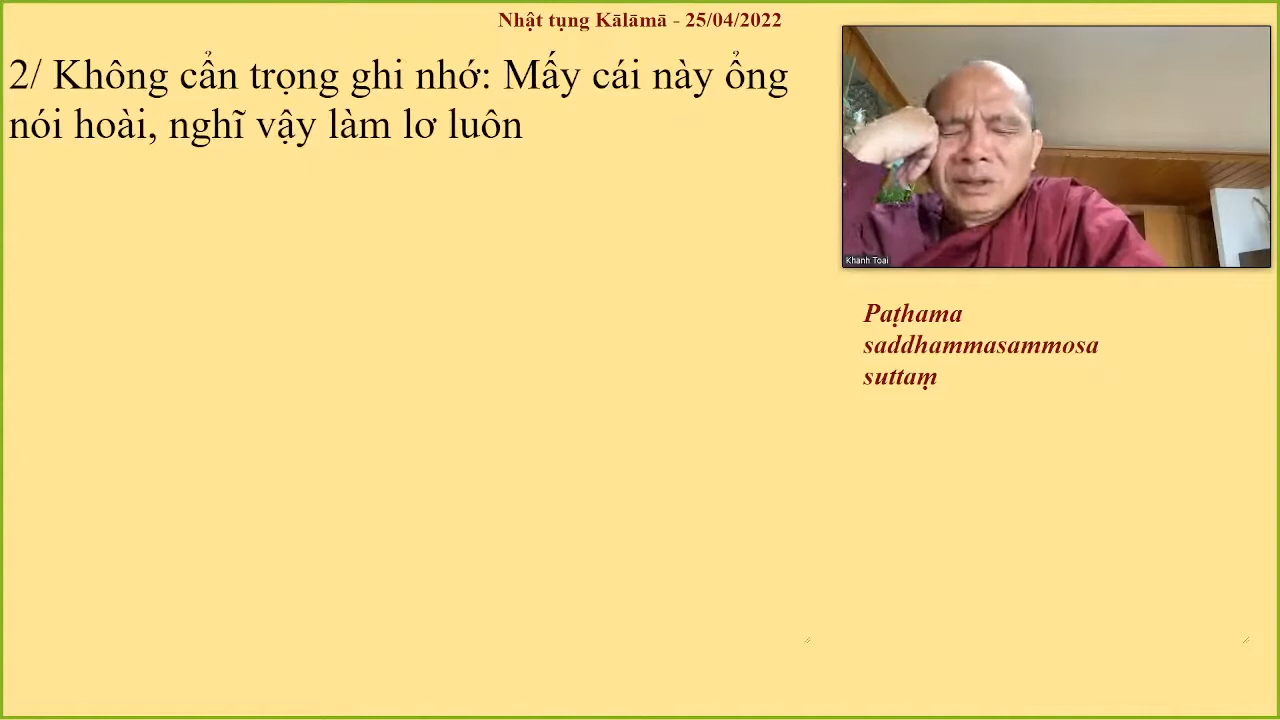 Nhật tụng Kālāmā - 25/04/2022
2/ Không cẩn trọng ghi nhớ: Mấy cái này ổng
nói hoài, nghĩ vậy làm lơ luôn
Khanh Toai
Paṭhama
saddhammasammosa
suttaṃ